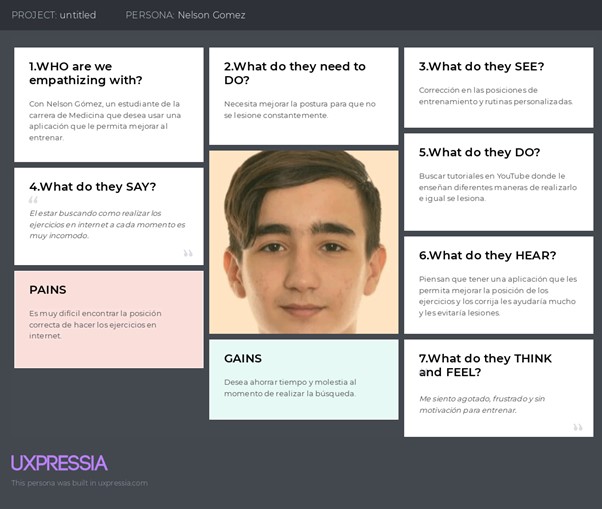 PROJECT: untitled PERSONA: Nelson Gomez
1.WHO are we
empathizing with?
Con Nelson Gómez, un estudiante de la
carrera de Medicina que desea usar una
aplicación que le permita mejorar al
entrenar.
2.What do they need to
DO?
Necesita mejorar la postura para que no
se lesione constantemente.
3.What do they SEE?
Corrección en las posiciones de
entrenamiento y rutinas personalizadas.
4.What do they SAY?
“
El estar buscando como realizar los
ejercicios en internet a cada momento es
muy incomodo.
”
5.What do they DO?
Buscar tutoriales en YouTube donde le
enseñan diferentes maneras de realizarlo
e igual se lesiona.
6.What do they HEAR?
Piensan que tener una aplicación que les
permita mejorar la posición de los
ejercicios y los corrija les ayudaría mucho
y les evitaría lesiones.
PAINS
Es muy difícil encontrar la posición
correcta de hacer los ejercicios en
internet.
GAINS
Desea ahorrar tiempo y molestia al
momento de realizar la búsqueda.
7.What do they THINK
and FEEL?
Me siento agotado, frustrado y sin
motivación para entrenar.
”
UXPRESSIA
This persona was built in uxpressia.com